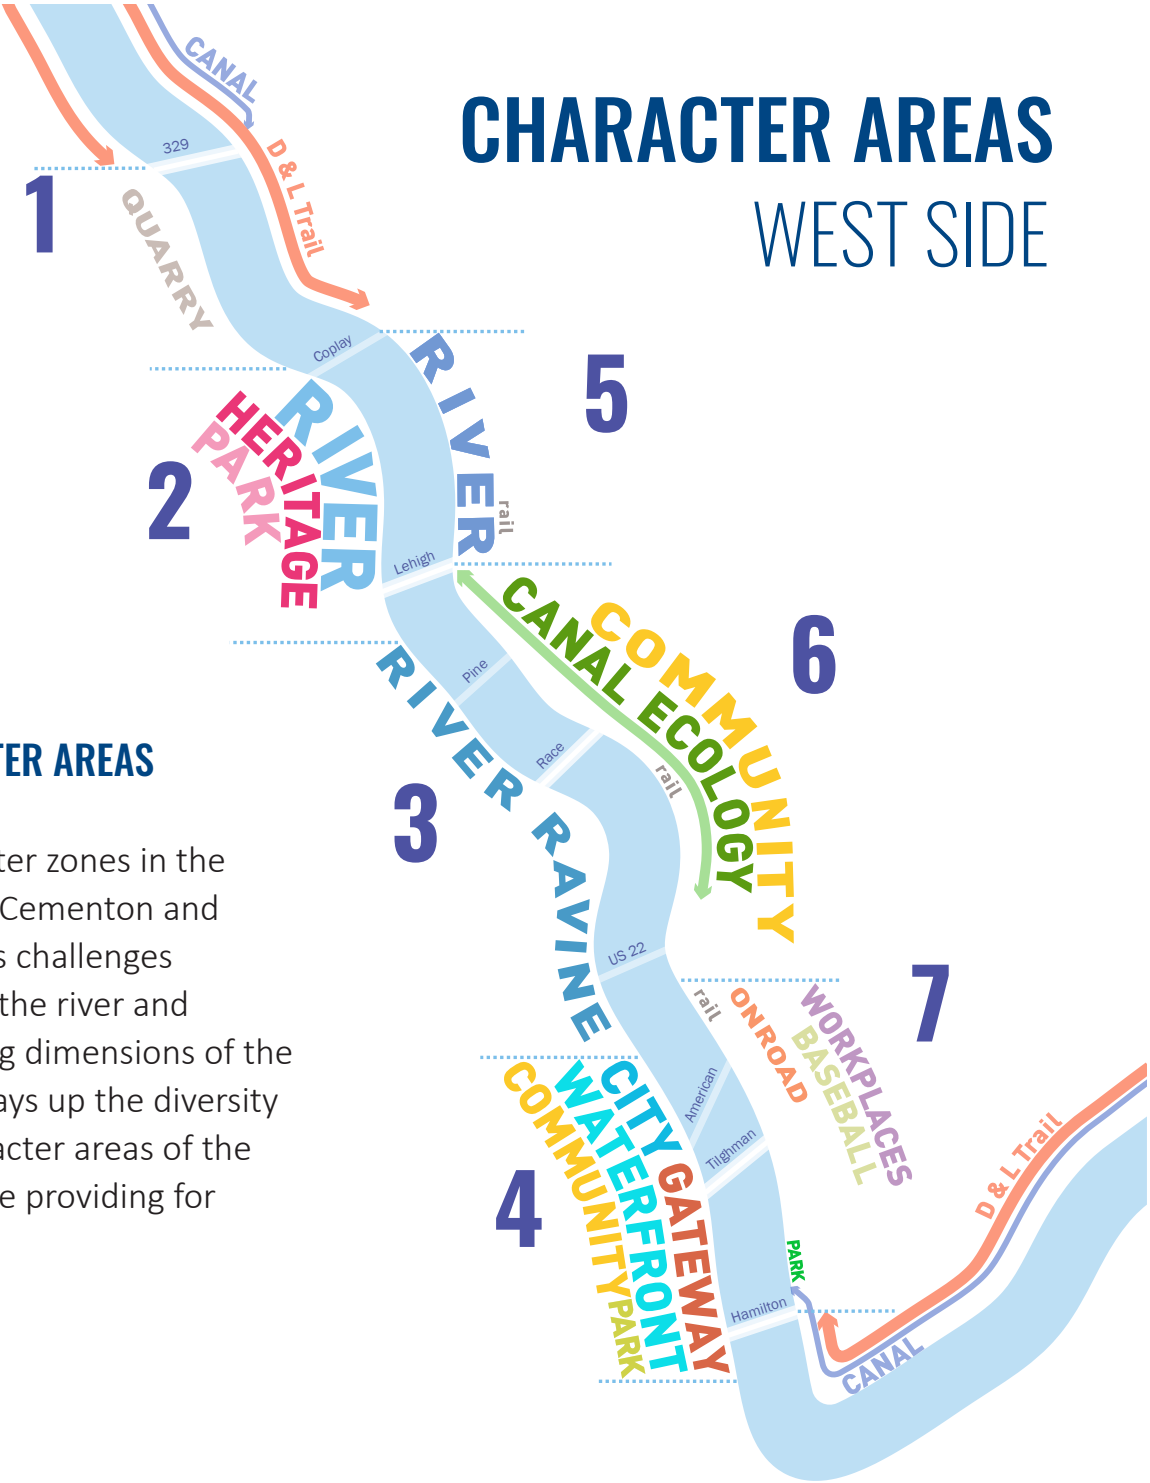 CHARACTER AREAS
WEST SIDE
CANAL
329
D & L Trail
1
QUARRY
Coplay
RIVER
5
RIVER
HERITAGE
PARK
2
rail
Lehigh
CANAL ECOLOGY
COMMUNITY
6
Pine
RIVER RAVINE
Race
rail
3
TER AREAS
ter zones in the
Cementon and
s challenges
the river and
g dimensions of the
ays up the diversity
acter areas of the
e providing for
US 22
7
rail
ONROAD
WORKPLACES
BASEBALL
American
Tilghman
CITY GATEWAY
WATERFRONT
COMMUNITY PARK
4
PARK
Hamilton
D & L Trail
CANAL